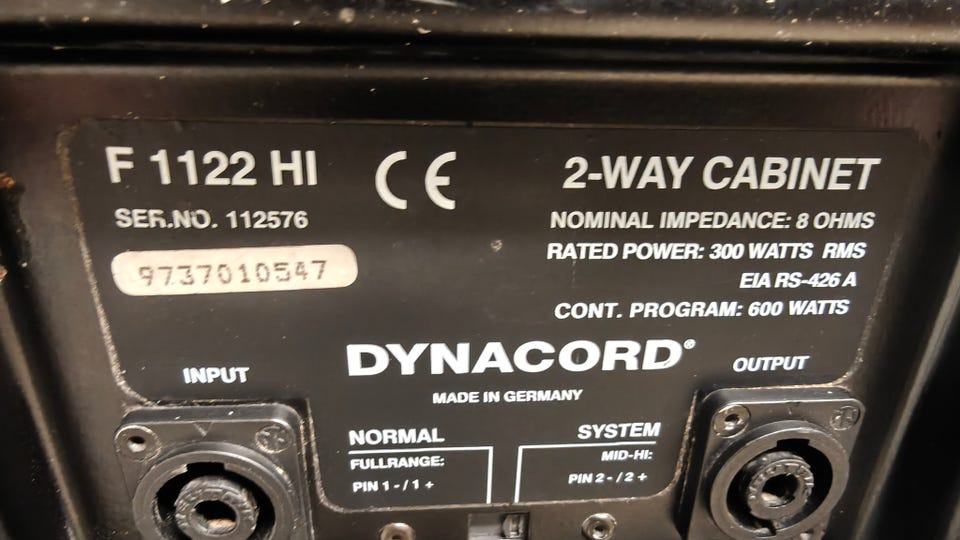 F 1122 HI
SER.NO. 112576
9737010547
CE
2-WAY CABINET
NOMINAL IMPEDANCE: 8 OHMS
RATED POWER: 300 WATTS RMS
EIA RS-426 A
CONT. PROGRAM: 600 WATTS
DYNACORD®
MADE IN GERMANY
INPUT
OUTPUT
NORMAL
FULLRANGE:
PIN 1 - / 1 +
SYSTEM
MID-HI:
PIN 2 - / 2 +